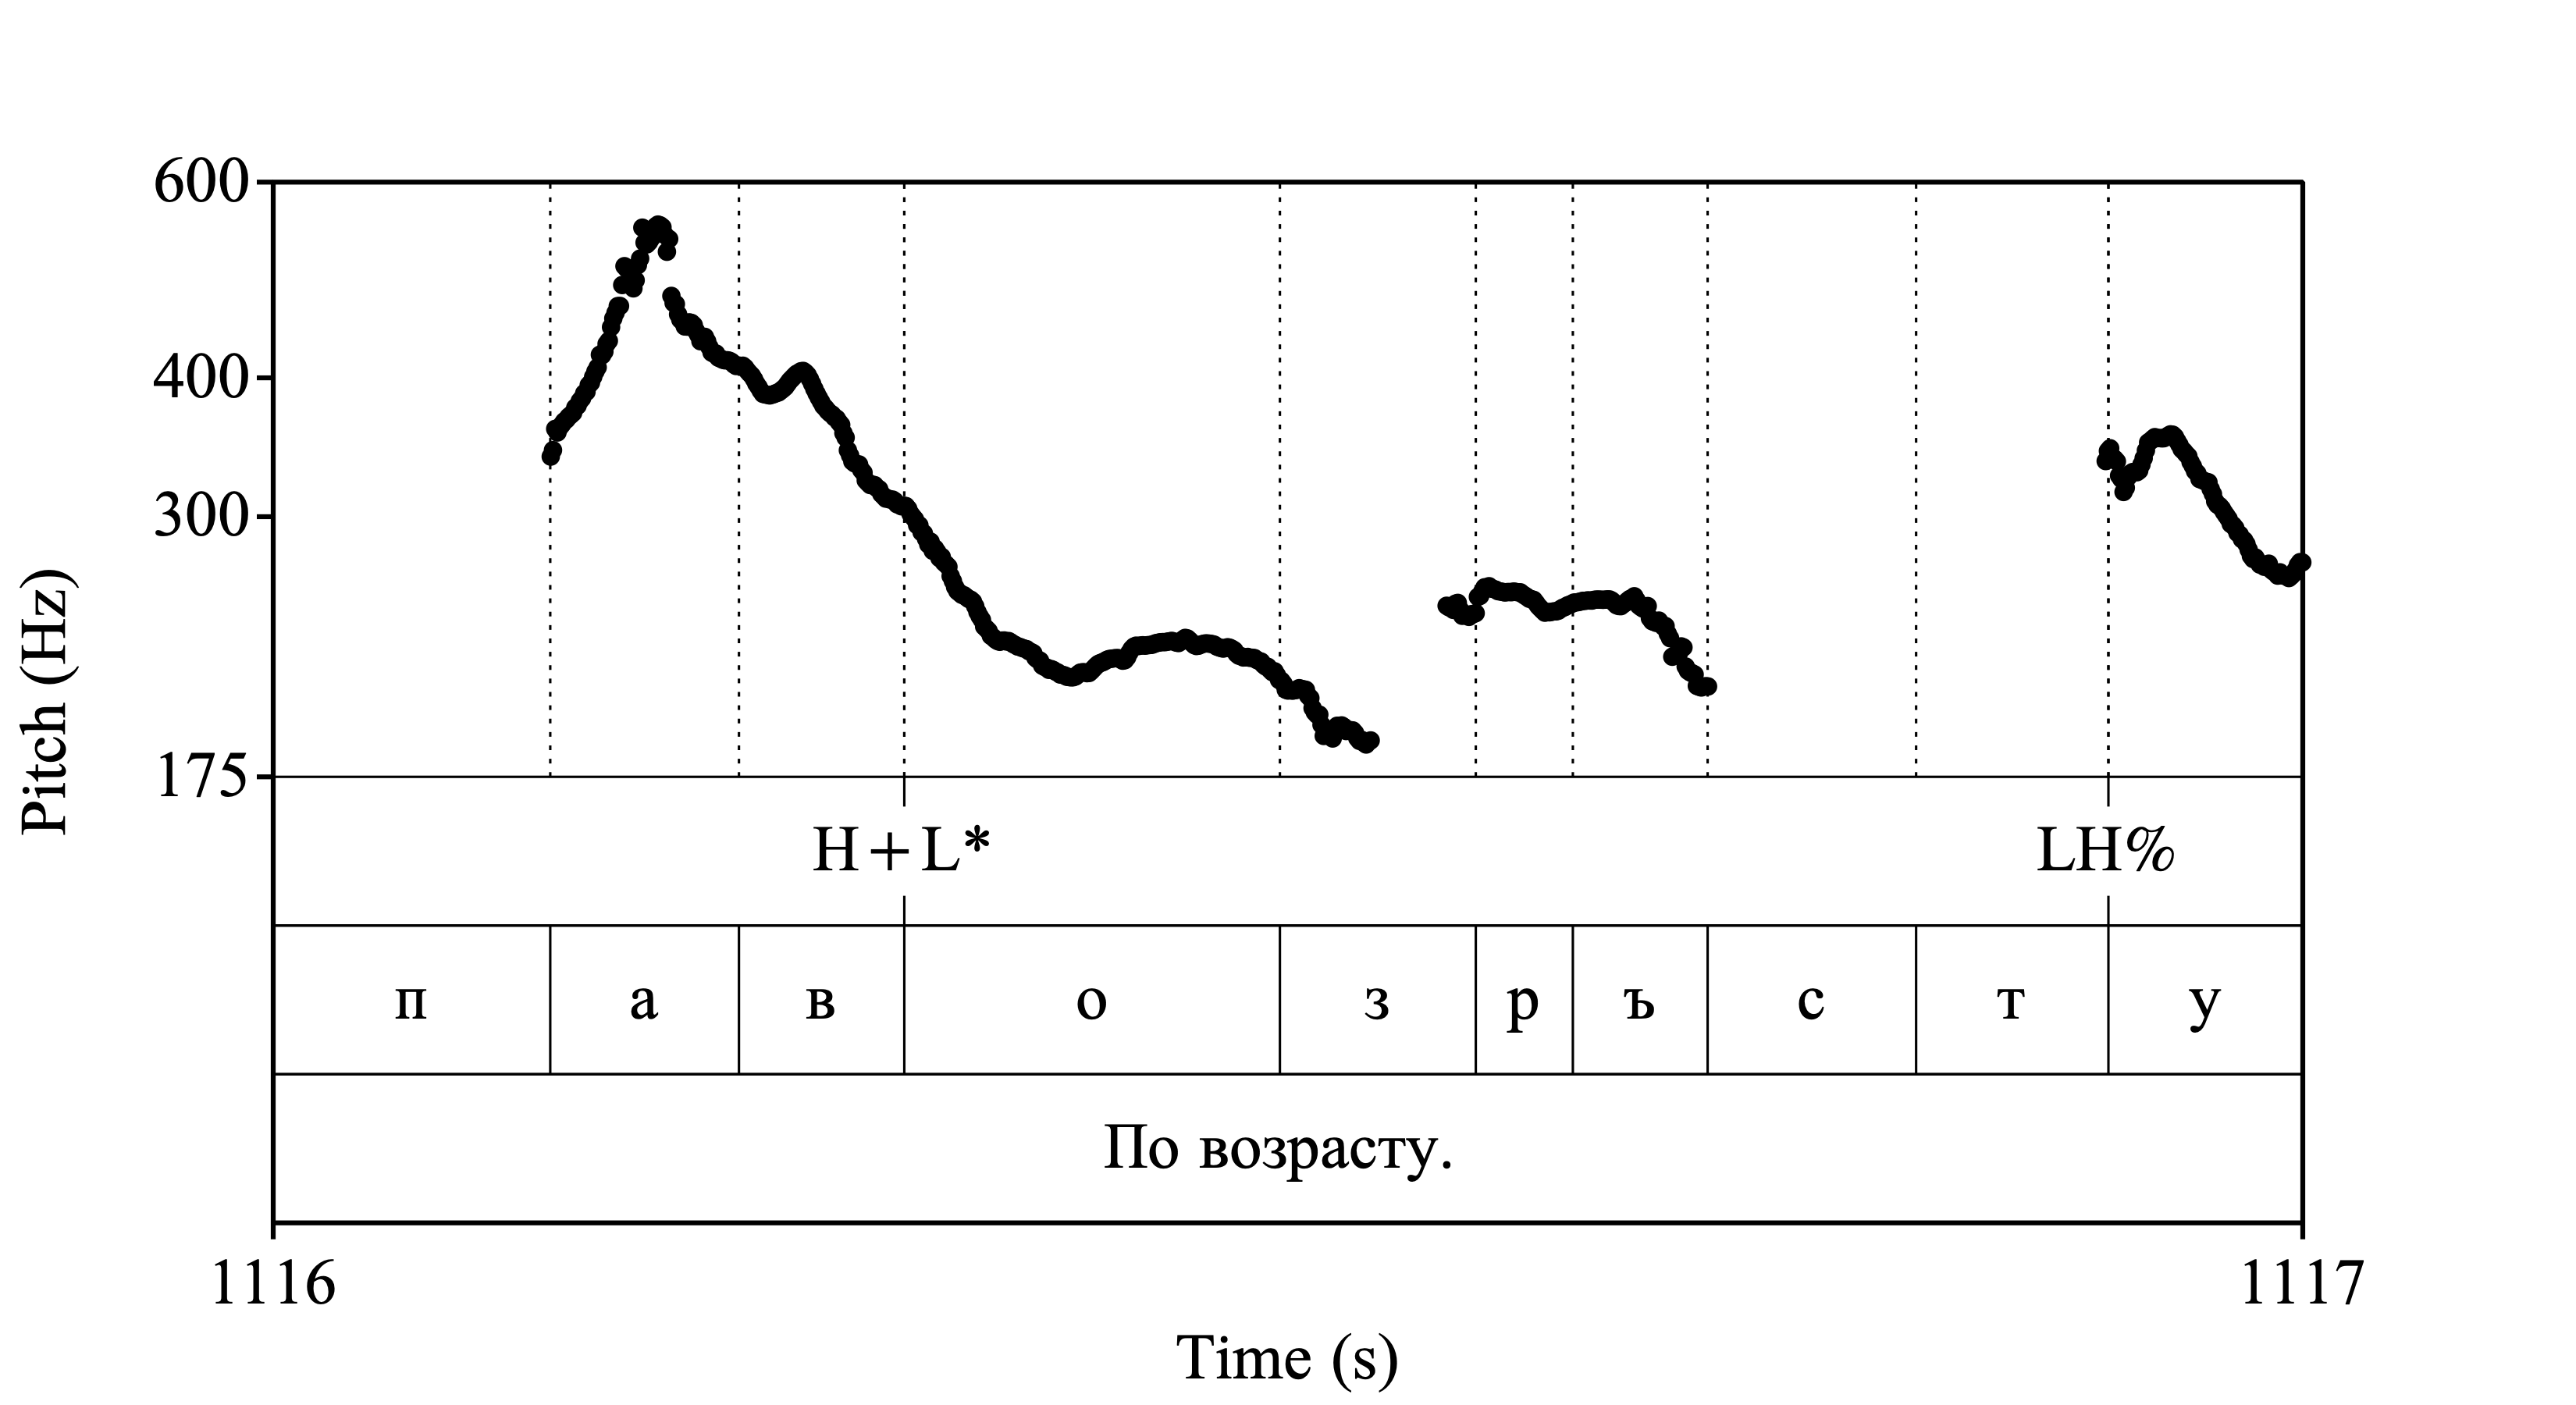 600
400
300
175
Pitch (Hz)
H+L* LH%
п а в о з р ъ с т у
По возрасту.
1116 1117
Time (s)